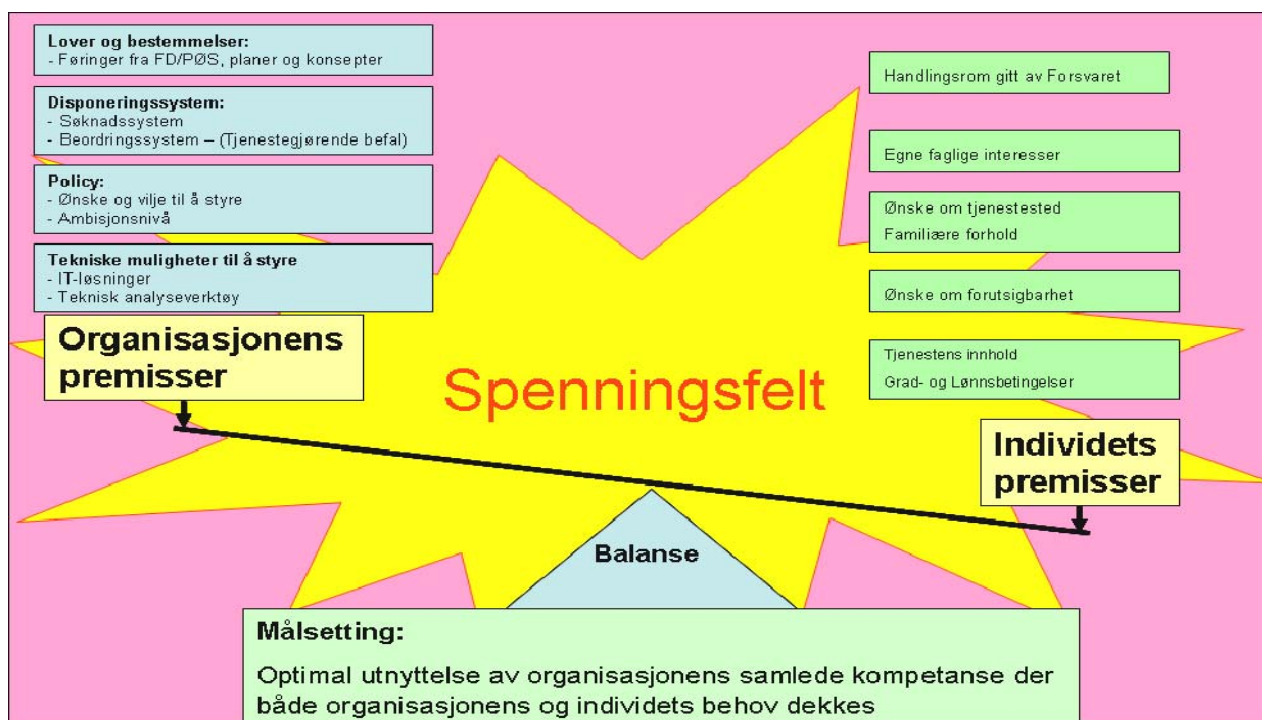 Lover og bestemmelser:
- Føringer fra FD/PØS, planer og konsepter
Disponeringssystem:
- Søknadssystem
- Beordringssystem – (Tjenestegjørende befal)
Policy:
- Ønske og vilje til å styre
- Ambisjonsnivå
Tekniske muligheter til å styre
- IT-løsninger
- Teknisk analyseverktøy
Organisasjonens
premisser
Handlingsrom gitt av Forsvaret
Egne faglige interesser
Ønske om tjenestested
Familiære forhold
Ønske om forutsigbarhet
Tjenestens innhold
Grad- og Lønnsbetingelser
Spenningsfelt
Individets
premisser
Balanse
Målsetting:
Optimal utnyttelse av organisasjonens samlede kompetanse der
både organisasjonens og individets behov dekkes